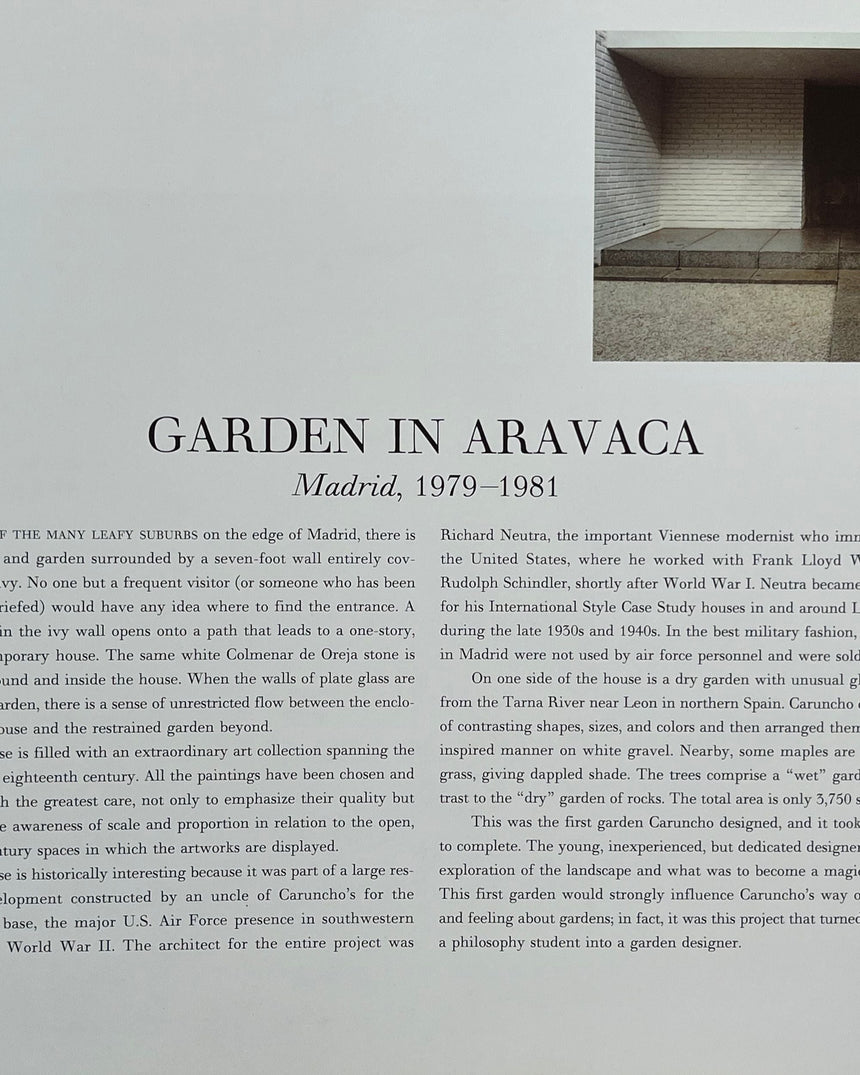 GARDEN IN ARAVACA
Madrid, 1979–1981
OF THE MANY LEAFY SUBURBS on the edge of Madrid, there is
and garden surrounded by a seven-foot wall entirely cov-
ivy. No one but a frequent visitor (or someone who has been
briefed) would have any idea where to find the entrance. A
in the ivy wall opens onto a path that leads to a one-story,
mporary house. The same white Colmenar de Oreja stone is
ound and inside the house. When the walls of plate glass are
garden, there is a sense of unrestricted flow between the enclo-
ouse and the restrained garden beyond.
se is filled with an extraordinary art collection spanning the
eighteenth century. All the paintings have been chosen and
h the greatest care, not only to emphasize their quality but
e awareness of scale and proportion in relation to the open,
ntury spaces in which the artworks are displayed.
se is historically interesting because it was part of a large res-
elopment constructed by an uncle of Caruncho's for the
base, the major U.S. Air Force presence in southwestern
World War II. The architect for the entire project was
Richard Neutra, the important Viennese modernist who imm
the United States, where he worked with Frank Lloyd W
Rudolph Schindler, shortly after World War I. Neutra became
for his International Style Case Study houses in and around L
during the late 1930s and 1940s. In the best military fashion,
in Madrid were not used by air force personnel and were sold
On one side of the house is a dry garden with unusual gl
from the Tarna River near Leon in northern Spain. Caruncho
of contrasting shapes, sizes, and colors and then arranged them
inspired manner on white gravel. Nearby, some maples are
grass, giving dappled shade. The trees comprise a “wet” gard
trast to the “dry” garden of rocks. The total area is only 3,750 s
This was the first garden Caruncho designed, and it took
to complete. The young, inexperienced, but dedicated designer
exploration of the landscape and what was to become a magic
This first garden would strongly influence Caruncho's way o
and feeling about gardens; in fact, it was this project that turned
a philosophy student into a garden designer.